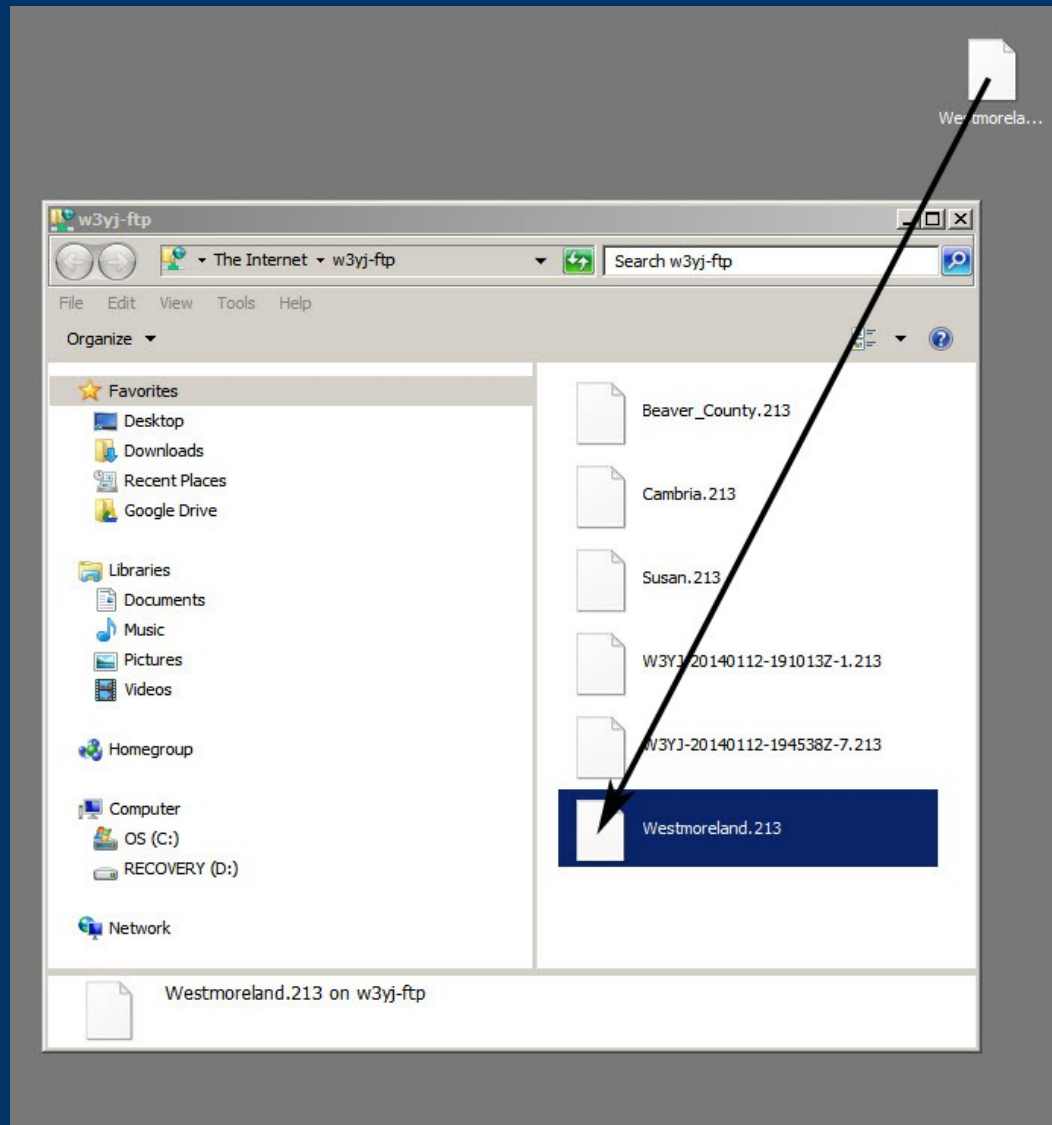 Westmorela...
w3yj-ftp
The Internet w3yj-ftp
Search w3yj-ftp
File Edit View Tools Help
Organize
Favorites
Desktop
Downloads
Recent Places
Google Drive
Libraries
Documents
Music
Pictures
Videos
Homegroup
Computer
OS (C:)
RECOVERY (D:)
Network
Beaver_County.213
Cambria.213
Susan.213
W3YJ-20140112-191013Z-1.213
W3YJ-20140112-194538Z-7.213
Westmoreland.213
Westmoreland.213 on w3yj-ftp